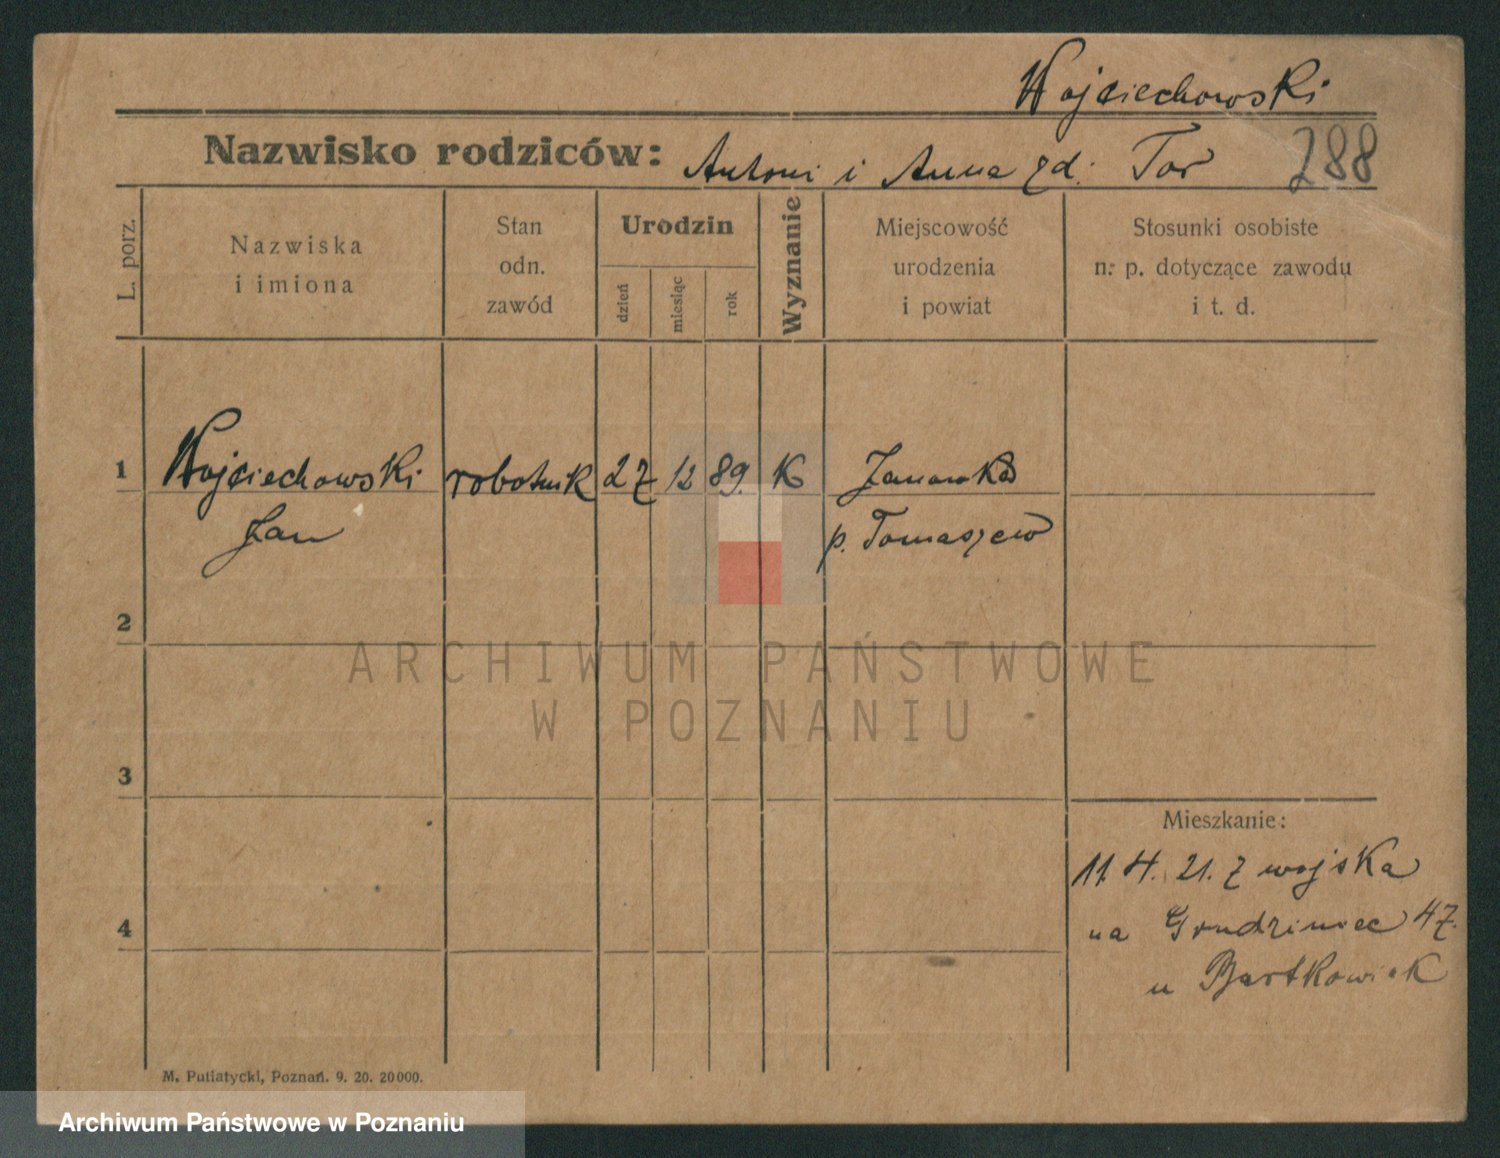 Wojciechowski
Nazwisko rodziców: Antoni i Anna zd. Tor 288
L. porz.
Nazwiska
i imiona
Stan
odn.
zawód
Urodzin
dzień
miesiąc
rok
Wyznanie
Miejscowość
urodzenia
i powiat
Stosunki osobiste
n. p. dotyczące zawodu
i t. d.
1 Wojciechowski robotnik 27 12 89. K Janowka
Jan p. Tomaszew
2
ARCHIWUM PAŃSTWOWE
W POZNANIU
3
Mieszkanie:
11. 4. 21. z wojska
4
na Grudziniec 47.
u Bartkowiak
M. Putiatycki, Poznań. 9. 20. 20000.
Archiwum Państwowe w Poznaniu